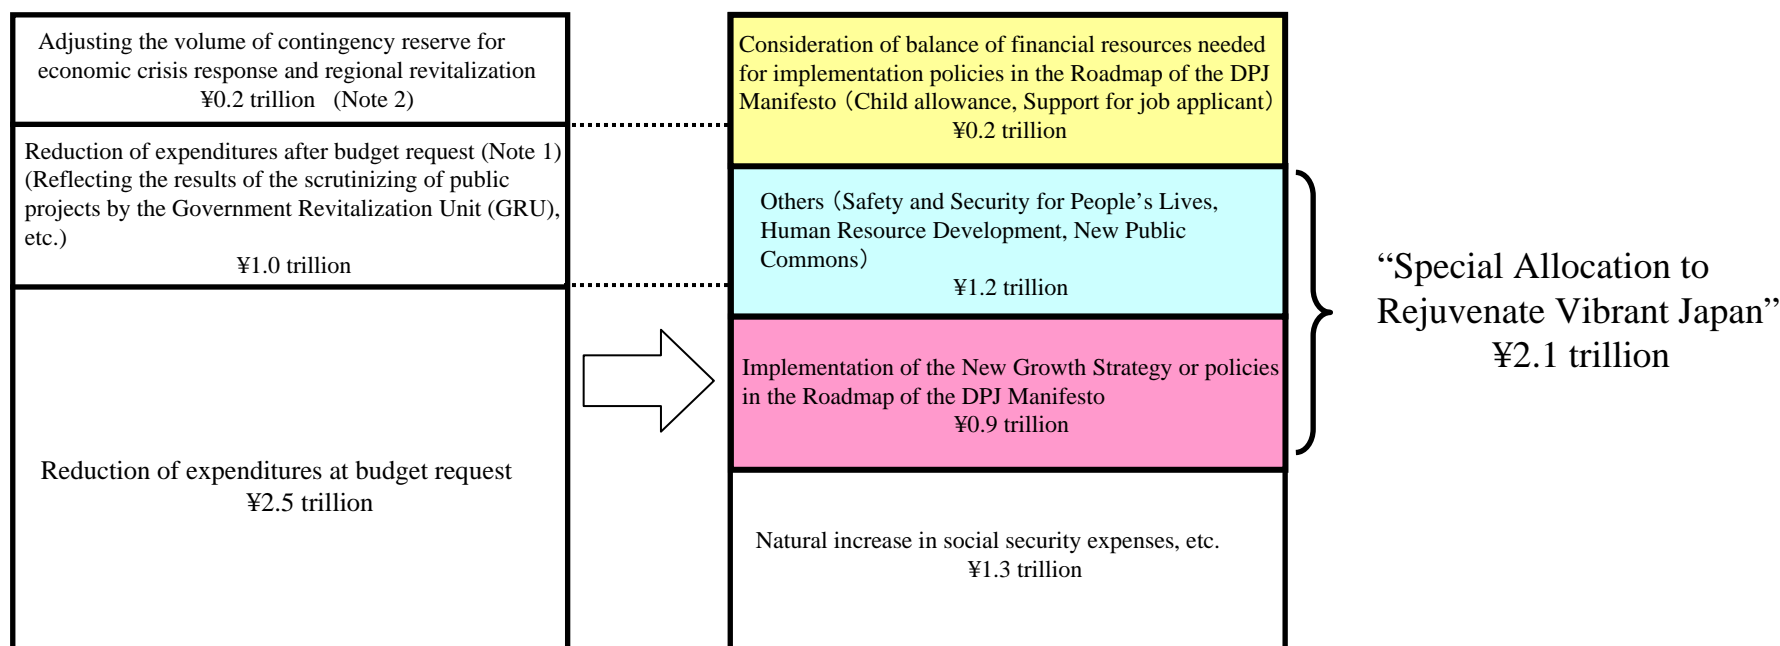 Adjusting the volume of contingency reserve for
economic crisis response and regional revitalization
¥0.2 trillion (Note 2)
Reduction of expenditures after budget request (Note 1)
(Reflecting the results of the scrutinizing of public
projects by the Government Revitalization Unit (GRU),
etc.)
¥1.0 trillion
Reduction of expenditures at budget request
¥2.5 trillion
Consideration of balance of financial resources needed
for implementation policies in the Roadmap of the DPJ
Manifesto（Child allowance, Support for job applicant）
¥0.2 trillion
Others（Safety and Security for People’s Lives,
Human Resource Development, New Public
Commons）
¥1.2 trillion
Implementation of the New Growth Strategy or policies
in the Roadmap of the DPJ Manifesto
¥0.9 trillion
Natural increase in social security expenses, etc.
¥1.3 trillion
“Special Allocation to
Rejuvenate Vibrant Japan”
¥2.1 trillion